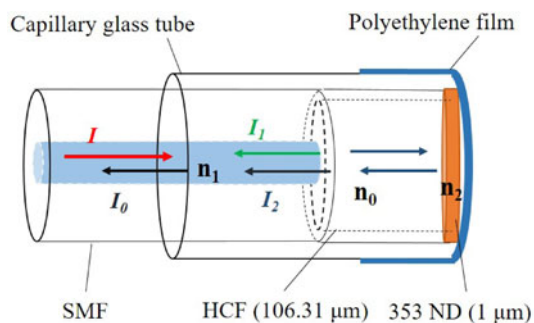 Capillary glass tube
Polyethylene film
I
I₁
n₁
I₀
I₂
n₀
n₂
SMF
HCF (106.31 μm)
353 ND (1 μm)